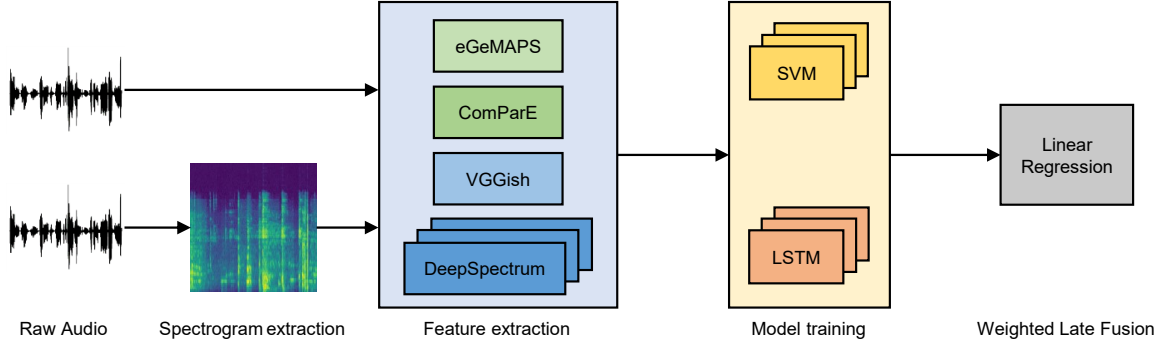 eGeMAPS
ComParE
VGGish
DeepSpectrum
SVM
LSTM
Linear
Regression
Raw Audio
Spectrogram extraction
Feature extraction
Model training
Weighted Late Fusion